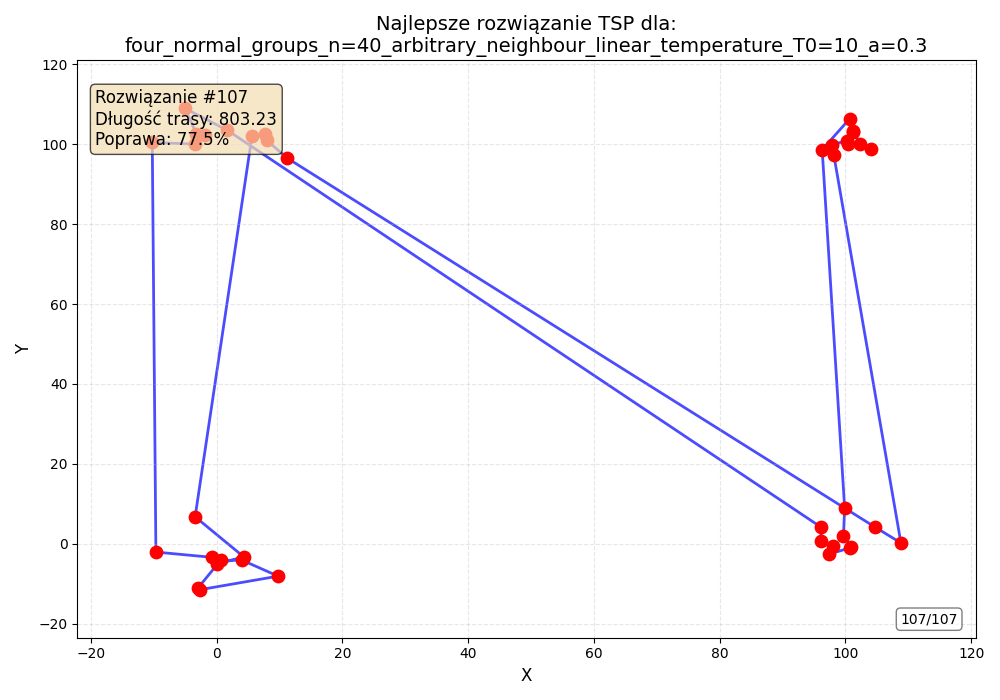 Najlepsze rozwiązanie TSP dla:
four_normal_groups_n=40_arbitrary_neighbour_linear_temperature_T0=10_a=0.3
Rozwiązanie #107
Długość trasy: 803.23
Poprawa: 77.5%
120
100
80
60
40
20
0
−20
Y
−20
0
20
40
60
80
100
120
X
107/107